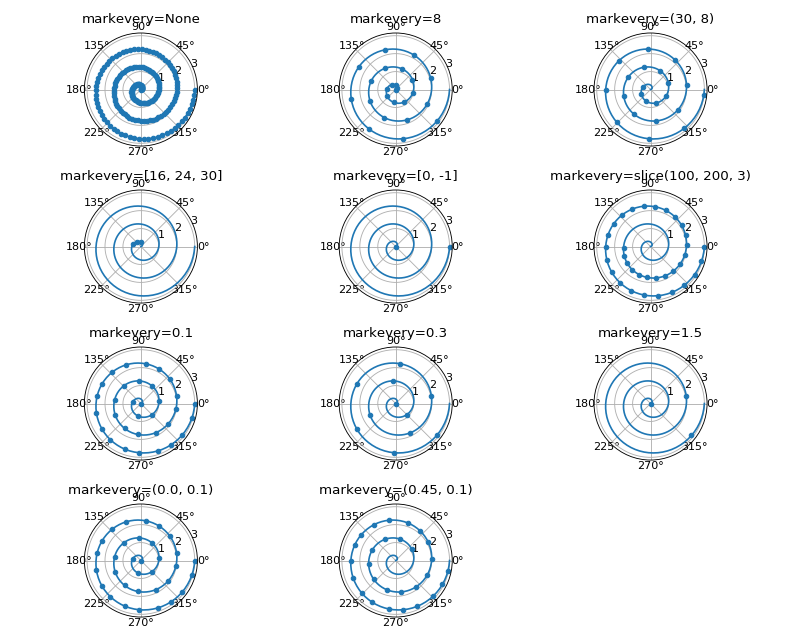 markevery=None markevery=8 markevery=(30, 8)
90° 90° 90°
135° 45° 135° 45° 135° 45°
180° 1 2 3 0° 180° 1 2 3 0° 180° 1 2 3 0°
225° 315° 225° 315° 225° 315°
270° 270° 270°
markevery=[16, 24, 30] markevery=[0, -1] markevery=slice(100, 200, 3)
90° 90° 90°
135° 45° 135° 45° 135° 45°
180° 1 2 3 0° 180° 1 2 3 0° 180° 1 2 3 0°
225° 315° 225° 315° 225° 315°
270° 270° 270°
markevery=0.1 markevery=0.3 markevery=1.5
90° 90° 90°
135° 45° 135° 45° 135° 45°
180° 1 2 3 0° 180° 1 2 3 0° 180° 1 2 3 0°
225° 315° 225° 315° 225° 315°
270° 270° 270°
markevery=(0.0, 0.1) markevery=(0.45, 0.1)
90° 90°
135° 45° 135° 45°
180° 1 2 3 0° 180° 1 2 3 0°
225° 315° 225° 315°
270° 270°